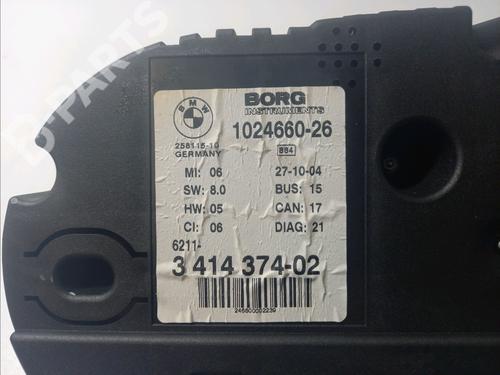 BMW
BORG
INSTRUMENTS
258115-10
GERMANY
1024660-26
884
MI: 06
27-10-04
SW: 8.0
BUS: 15
HW: 05
CAN: 17
CI: 06
DIAG: 21
6211-
3 414 374-02
246600002239
PARTS